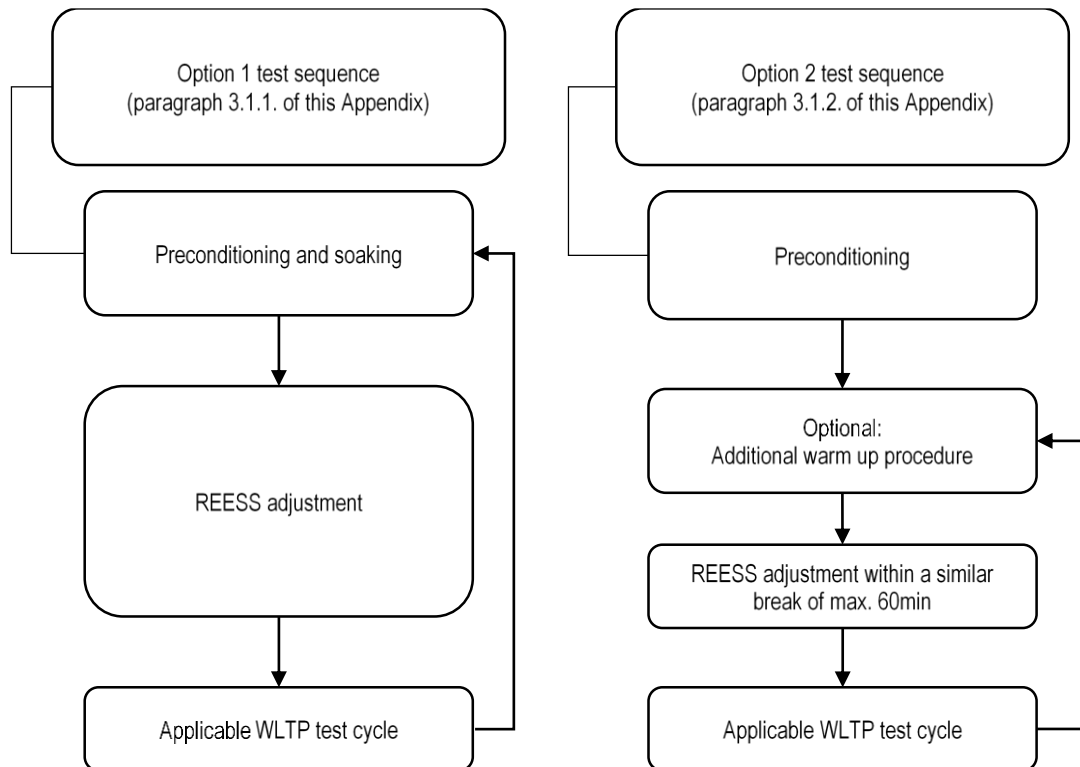 Option 1 test sequence
(paragraph 3.1.1. of this Appendix)
Preconditioning and soaking
REESS adjustment
Applicable WLTP test cycle
Option 2 test sequence
(paragraph 3.1.2. of this Appendix)
Preconditioning
Optional:
Additional warm up procedure
REESS adjustment within a similar
break of max. 60min
Applicable WLTP test cycle